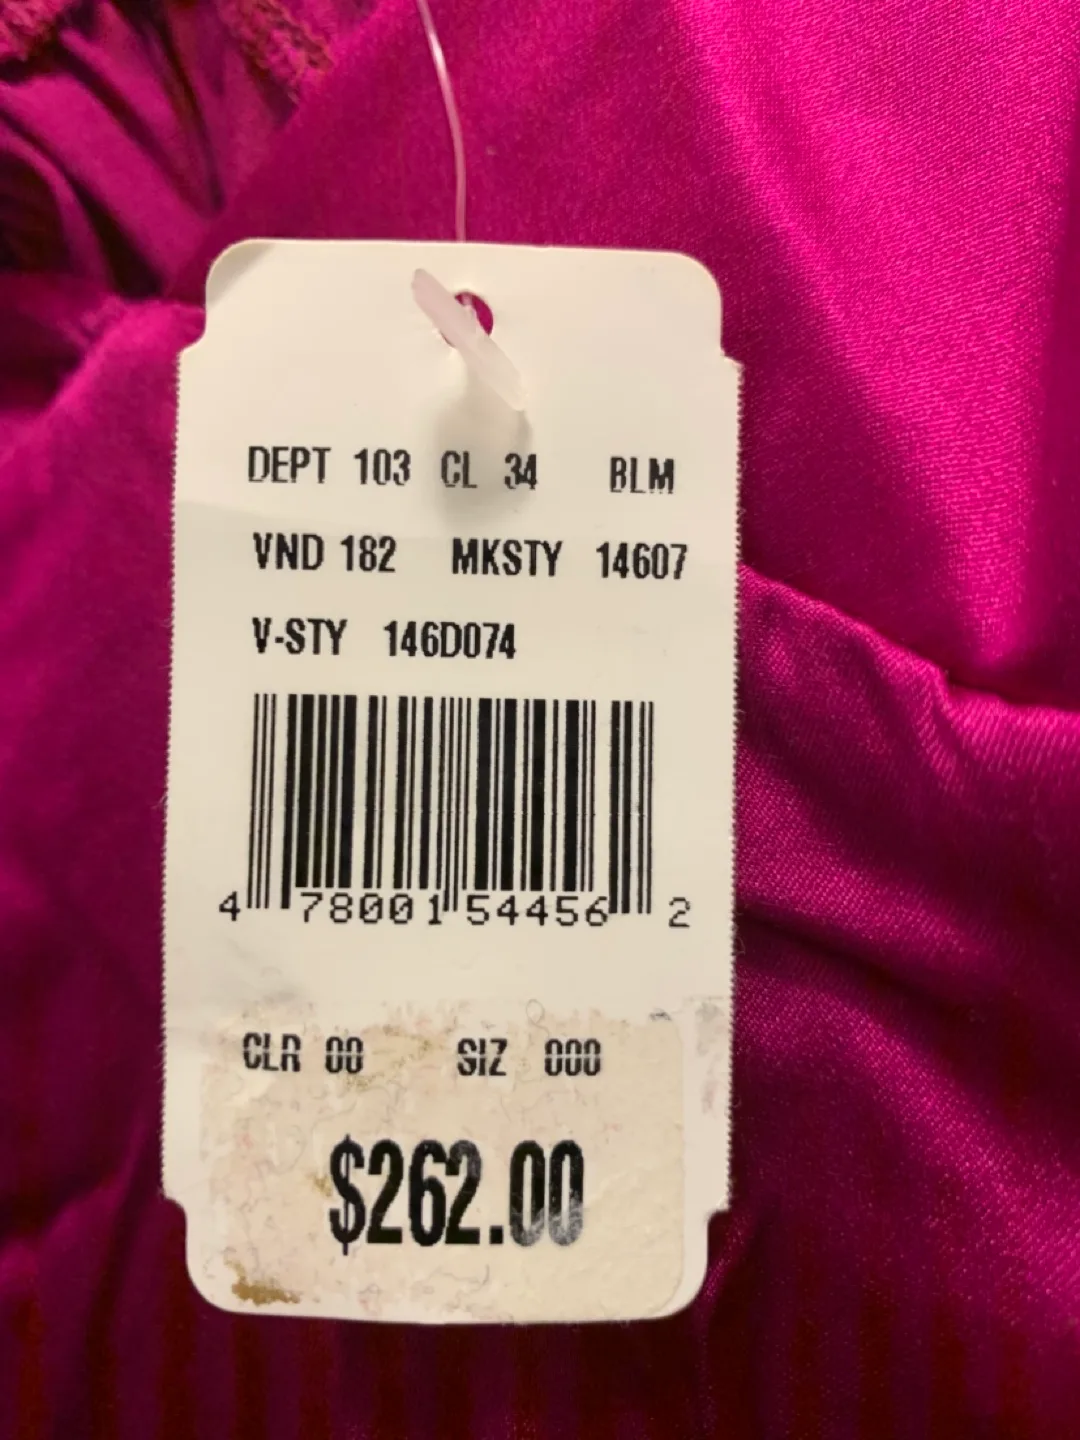 DEPT 103 CL 34 BLM
VND 182 MKSTY 14607
V-STY 146D074
4 78001 54456 2
CLR 00 SIZ 000
$262.00